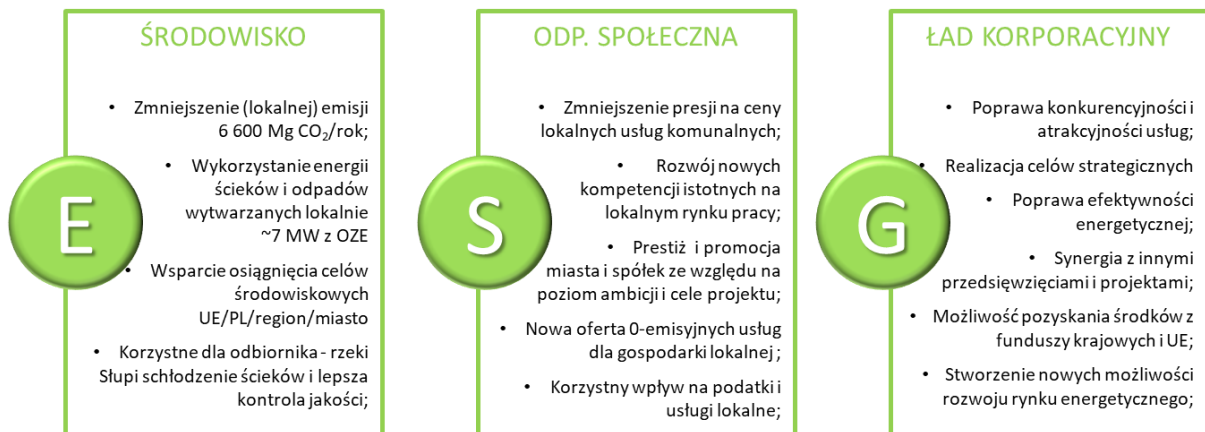 ŚRODOWISKO
• Zmniejszenie (lokalnej) emisji
6 600 Mg CO₂/rok;
• Wykorzystanie energii
ścieków i odpadów
wytwarzanych lokalnie
~7 MW z OZE
• Wsparcie osiągnięcia celów
środowiskowych
UE/PL/region/miasto
• Korzystne dla odbiornika - rzeki
Słupi schłodzenie ścieków i lepsza
kontrola jakości;
E
ODP. SPOŁECZNA
• Zmniejszenie presji na ceny
lokalnych usług komunalnych;
• Rozwój nowych
kompetencji istotnych na
lokalnym rynku pracy;
• Prestiż i promocja
miasta i spółek ze względu na
poziom ambicji i cele projektu;
• Nowa oferta 0-emisyjnych usług
dla gospodarki lokalnej ;
• Korzystny wpływ na podatki i
usługi lokalne;
S
ŁAD KORPORACYJNY
• Poprawa konkurencyjności i
atrakcyjności usług;
• Realizacja celów strategicznych
• Poprawa efektywności
energetycznej;
• Synergia z innymi
przedsięwzięciami i projektami;
• Możliwość pozyskania środków z
funduszy krajowych i UE;
• Stworzenie nowych możliwości
rozwoju rynku energetycznego;
G